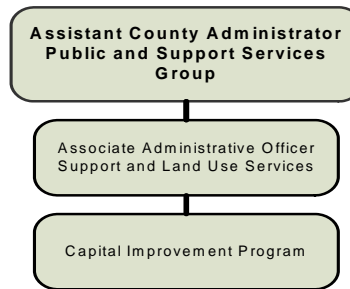 Assistant County Administrator
Public and Support Services
Group
Associate Administrative Officer
Support and Land Use Services
Capital Improvement Program